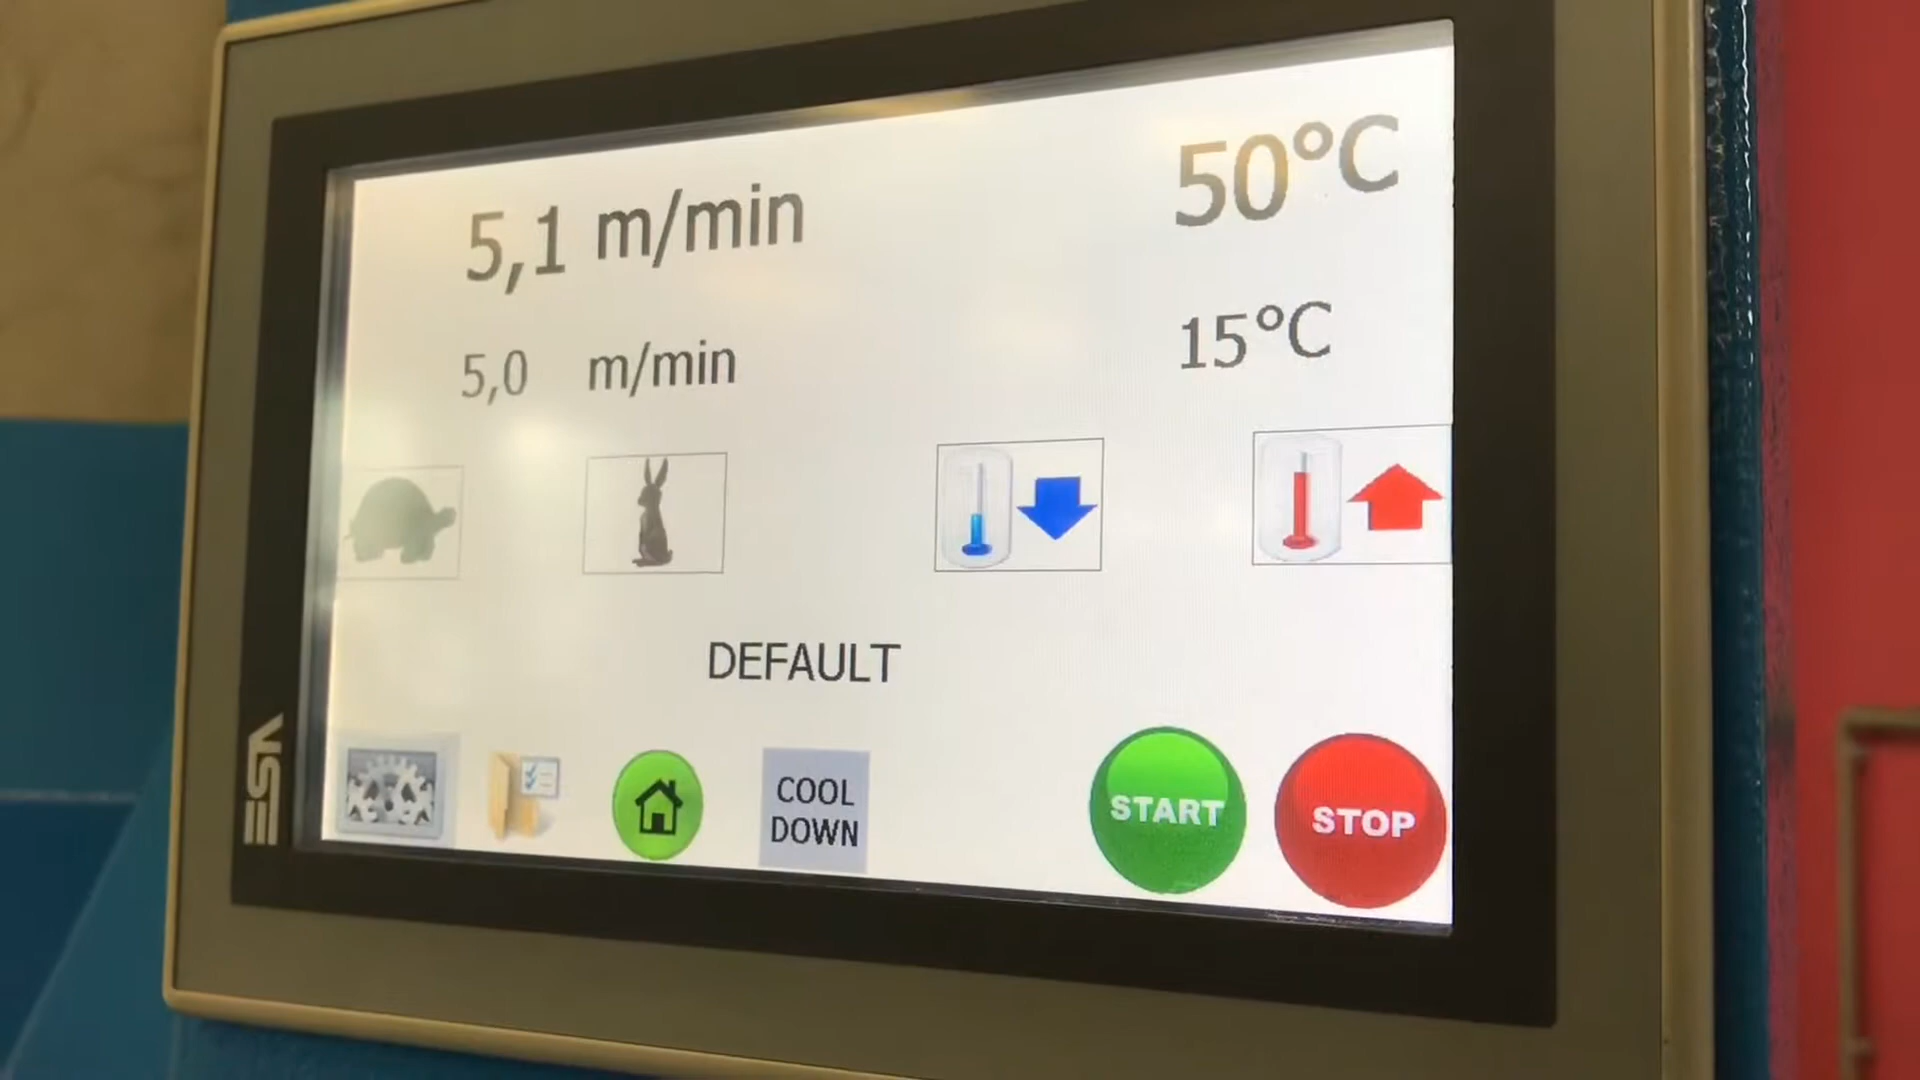 5,1 m/min
50°C
5,0 m/min
15°C
DEFAULT
COOL
DOWN
START
STOP
ESA